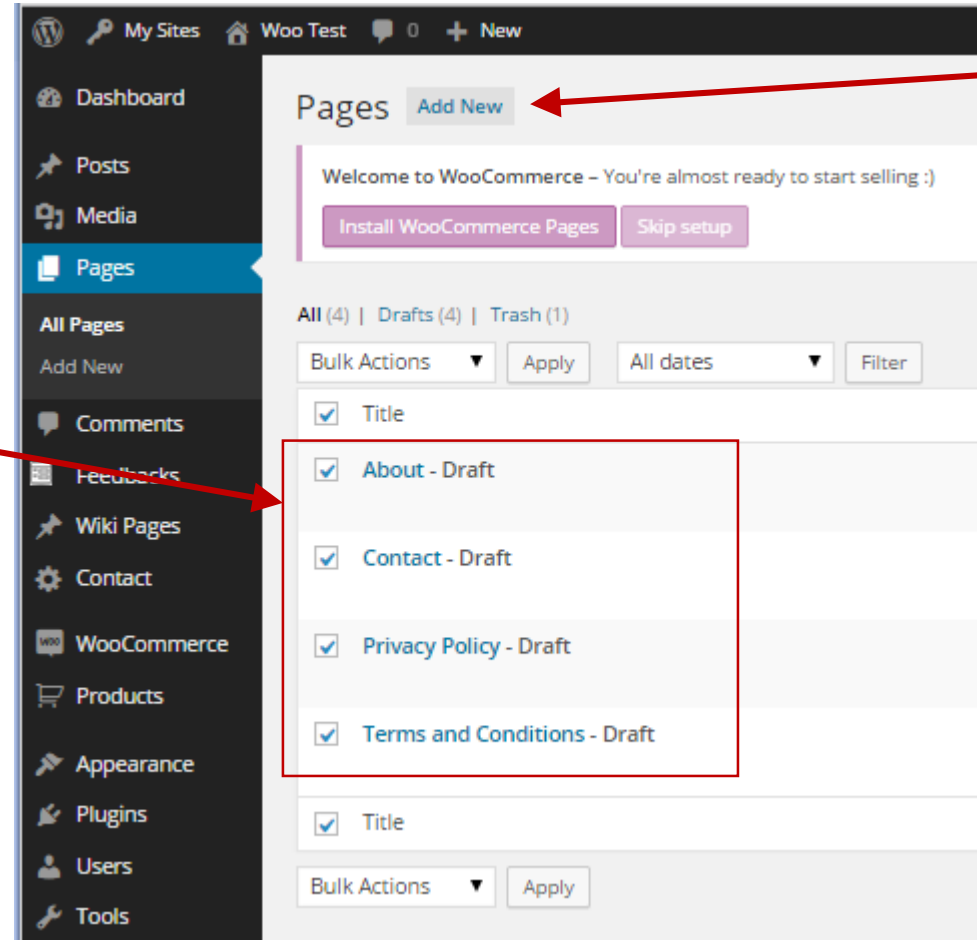 My Sites Woo Test 0 + New
Dashboard
Posts
Media
Pages
All Pages
Add New
Comments
Feedbacks
Wiki Pages
Contact
WooCommerce
Products
Appearance
Plugins
Users
Tools
Pages Add New
Welcome to WooCommerce – You're almost ready to start selling :)
Install WooCommerce Pages Skip setup
All (4) | Drafts (4) | Trash (1)
Bulk Actions Apply All dates Filter
Title
About - Draft
Contact - Draft
Privacy Policy - Draft
Terms and Conditions - Draft
Title
Bulk Actions Apply